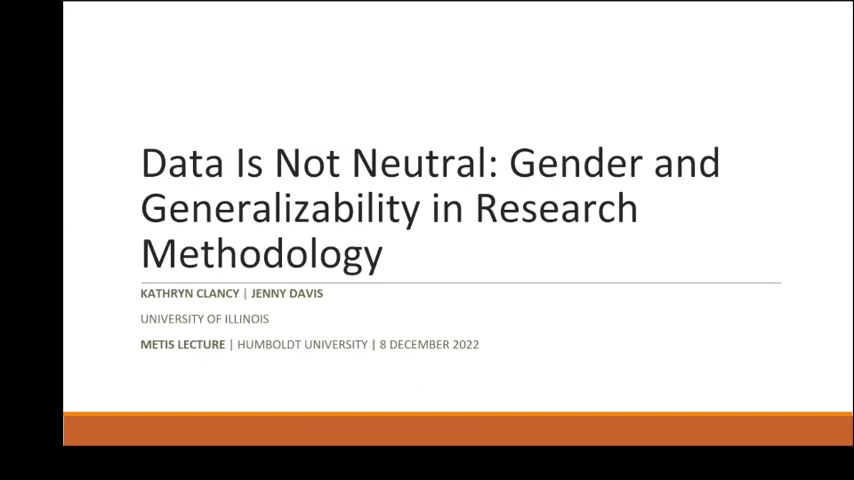 Data Is Not Neutral: Gender and
Generalizability in Research
Methodology
KATHRYN CLANCY | JENNY DAVIS
UNIVERSITY OF ILLINOIS
METIS LECTURE | HUMBOLDT UNIVERSITY | 8 DECEMBER 2022